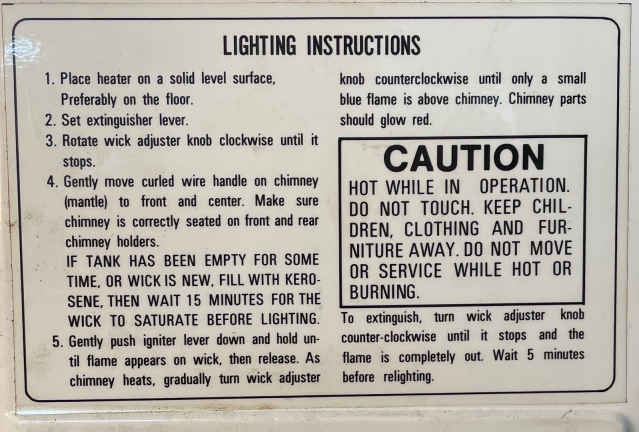 LIGHTING INSTRUCTIONS
1. Place heater on a solid level surface,
Preferably on the floor.
2. Set extinguisher lever.
3. Rotate wick adjuster knob clockwise until it
stops.
4. Gently move curled wire handle on chimney
(mantle) to front and center. Make sure
chimney is correctly seated on front and rear
chimney holders.
IF TANK HAS BEEN EMPTY FOR SOME
TIME, OR WICK IS NEW, FILL WITH KERO-
SENE, THEN WAIT 15 MINUTES FOR THE
WICK TO SATURATE BEFORE LIGHTING.
5. Gently push igniter lever down and hold un-
til flame appears on wick, then release. As
chimney heats, gradually turn wick adjuster
knob counterclockwise until only a small
blue flame is above chimney. Chimney parts
should glow red.
CAUTION
HOT WHILE IN OPERATION.
DO NOT TOUCH. KEEP CHIL-
DREN, CLOTHING AND FUR-
NITURE AWAY. DO NOT MOVE
OR SERVICE WHILE HOT OR
BURNING.
To extinguish, turn wick adjuster knob
counter-clockwise until it stops and the
flame is completely out. Wait 5 minutes
before relighting.